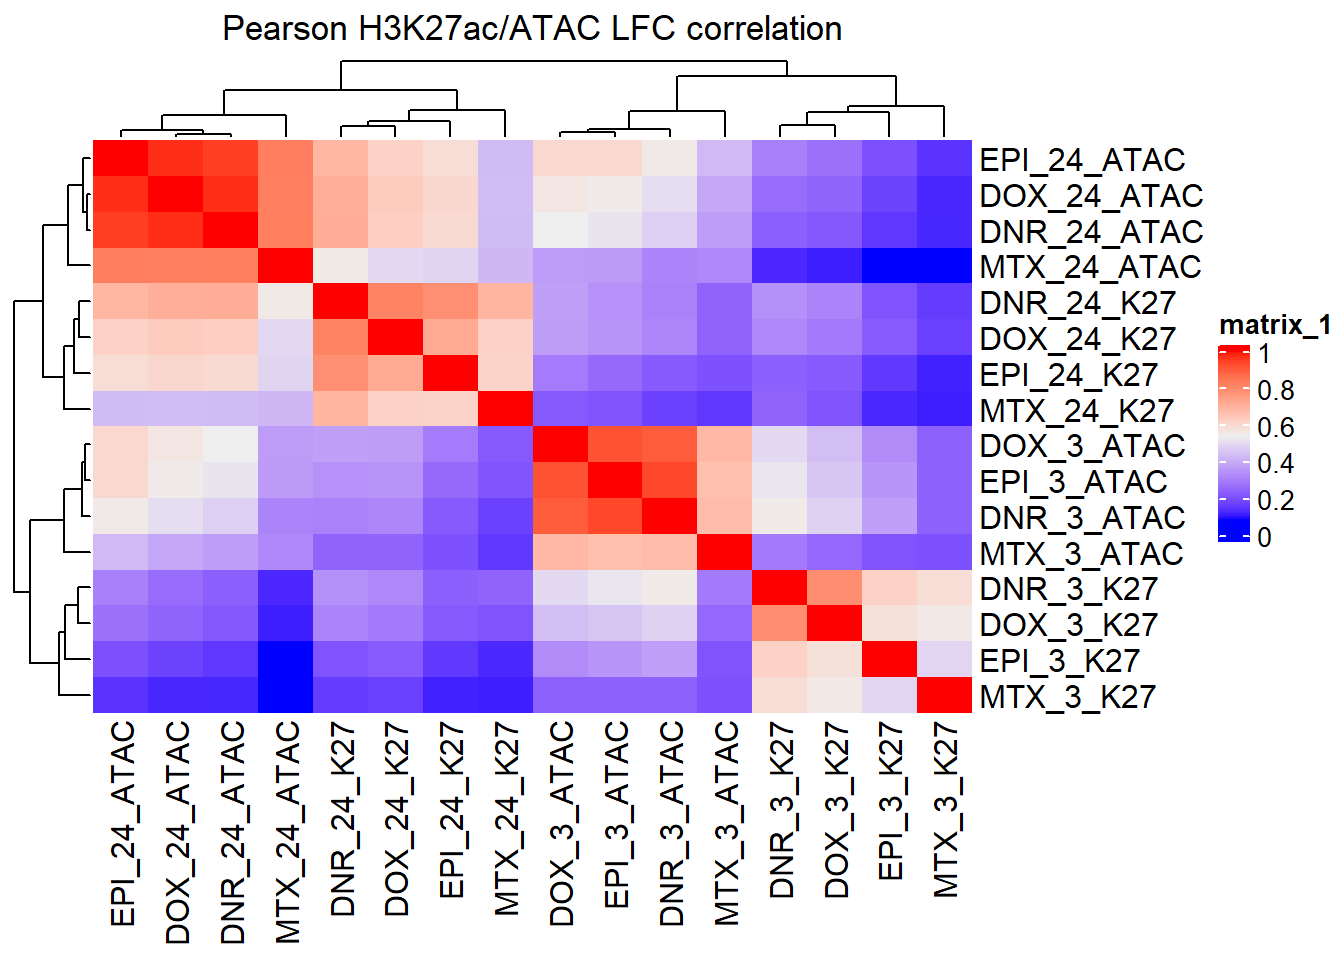 Pearson H3K27ac/ATAC LFC correlation
EPI_24_ATAC
DOX_24_ATAC
DNR_24_ATAC
MTX_24_ATAC
DNR_24_K27
DOX_24_K27
EPI_24_K27
MTX_24_K27
DOX_3_ATAC
EPI_3_ATAC
DNR_3_ATAC
MTX_3_ATAC
DNR_3_K27
DOX_3_K27
EPI_3_K27
MTX_3_K27
matrix_1
1
0.8
0.6
0.4
0.2
0
EPI_24_ATAC
DOX_24_ATAC
DNR_24_ATAC
MTX_24_ATAC
DNR_24_K27
DOX_24_K27
EPI_24_K27
MTX_24_K27
DOX_3_ATAC
EPI_3_ATAC
DNR_3_ATAC
MTX_3_ATAC
DNR_3_K27
DOX_3_K27
EPI_3_K27
MTX_3_K27